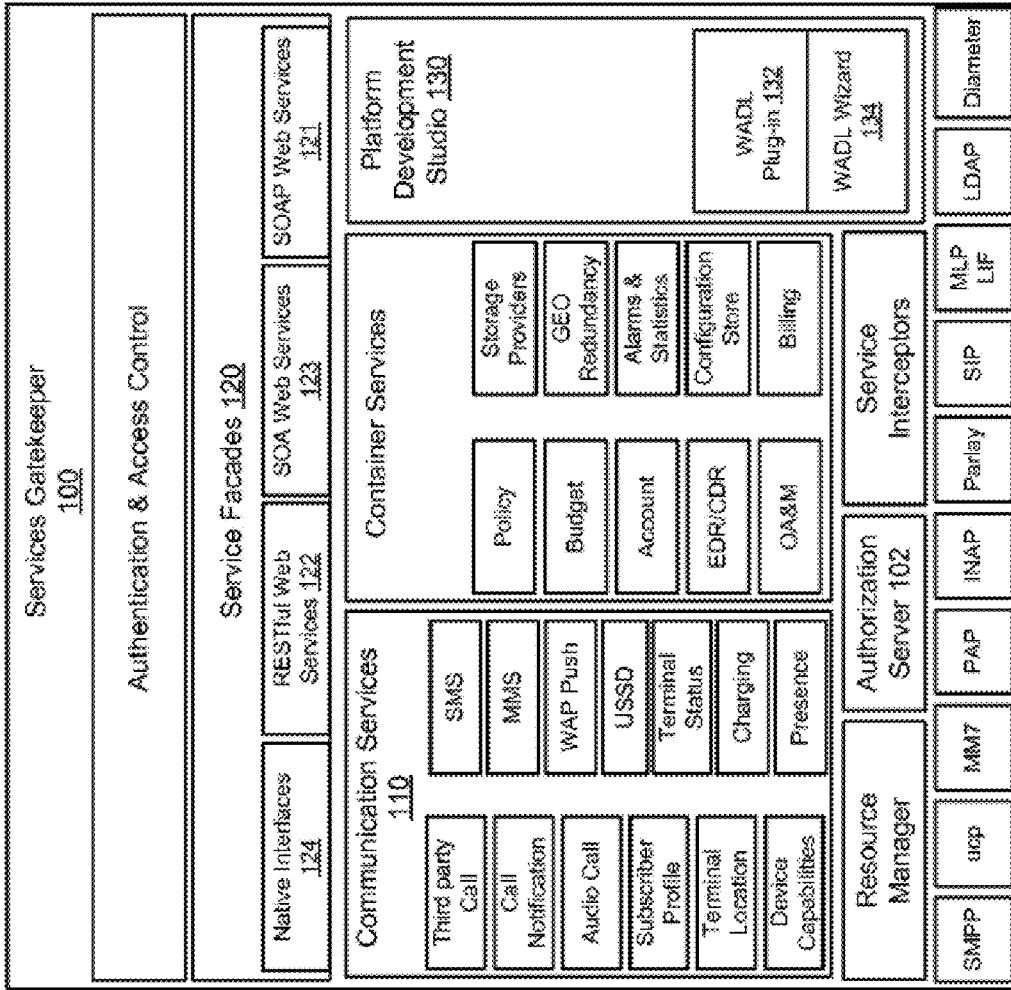 Services Gatekeeper
100
Authentication & Access Control
Service Facades 120
Native Interfaces
124
RESTful Web
Services 122
SOA Web Services
123
SOAP Web Services
121
Communication Services
110
Third party
Call
Call
Notification
Audio Call
Subscriber
Profile
Terminal
Location
Device
Capabilities
SMS
MMS
WAP Push
USSD
Terminal
Status
Charging
Presence
Container Services
Policy
Budget
Account
EDR/CDR
OA&M
Storage
Providers
GEO
Redundancy
Alarms &
Statistics
Configuration
Store
Billing
Platform
Development
Studio 130
WADL
Plug-in 132
WADL Wizard
134
Resource
Manager
Authorization
Server 102
Service
Interceptors
SMPP
ucp
MM7
PAP
INAP
Parlay
SIP
MLP
LIF
LDAP
Diameter